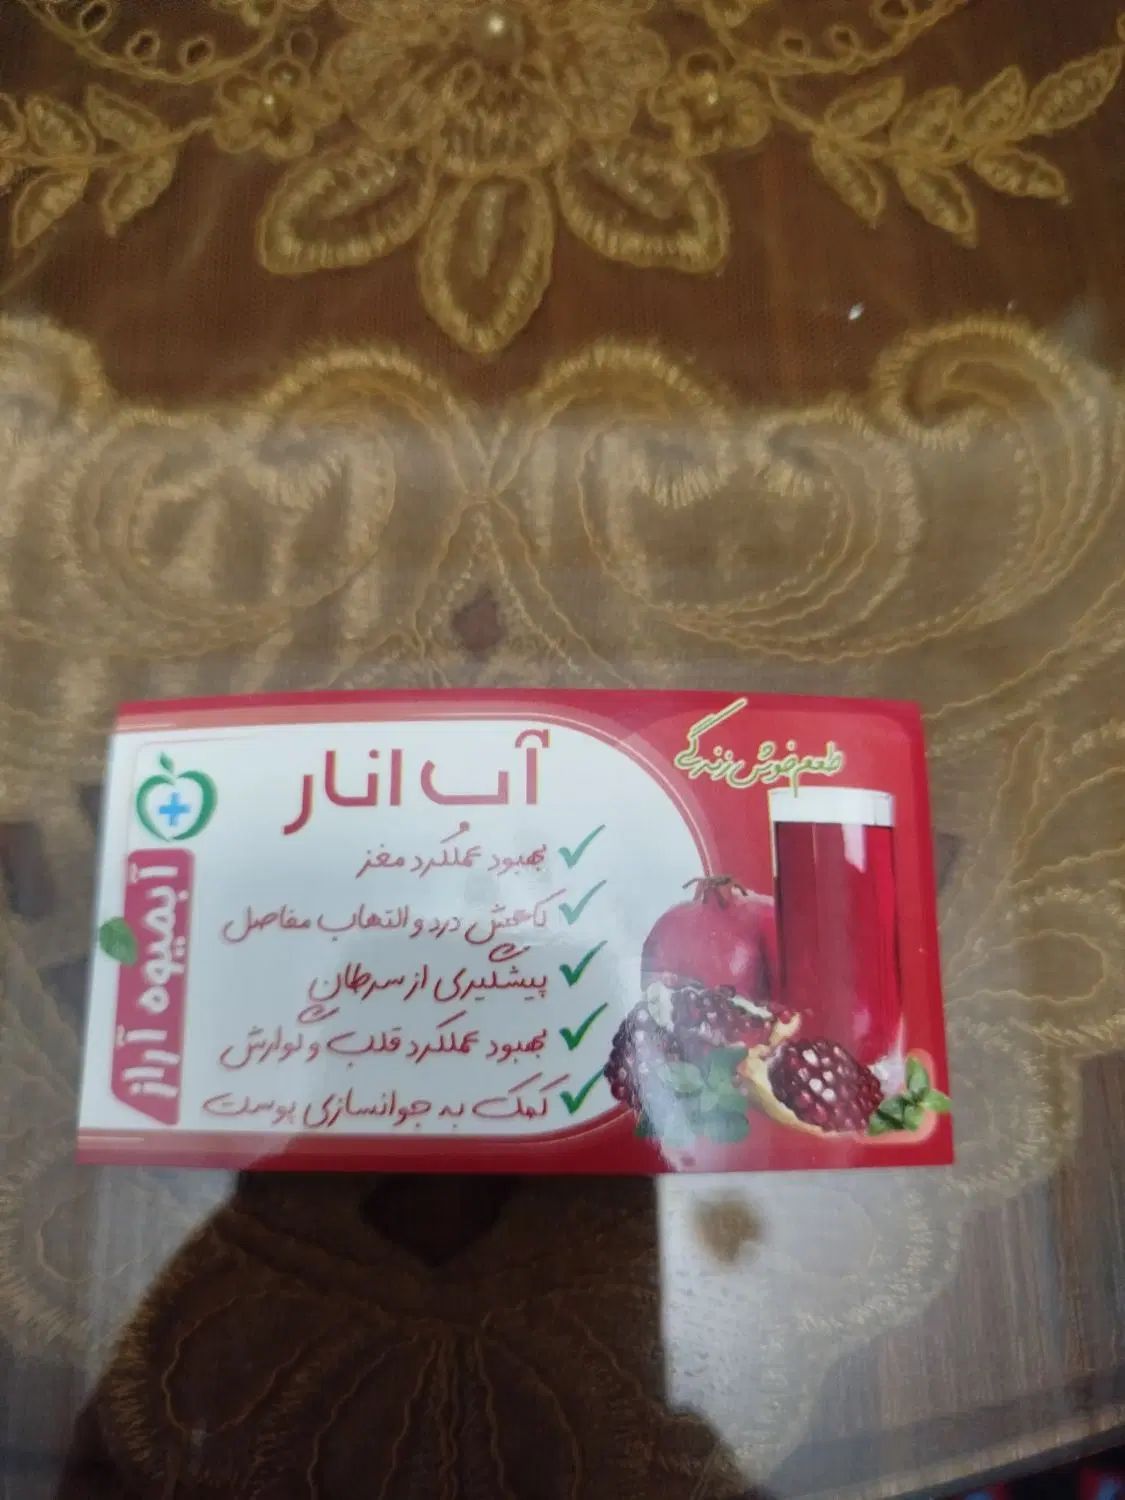 طعم خوش زندگی
آب انار
بهبود عملکرد مغز
کاهش درد و التهاب مفاصل
پیشگیری از سرطان
بهبود عملکرد قلب و گوارش
کمک به جوانسازی پوست
آبمیوه آراز